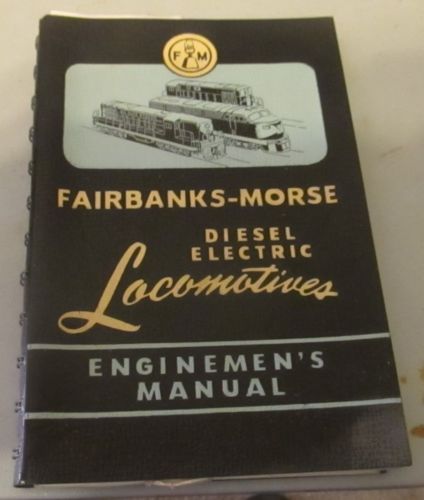 F M
FAIRBANKS-MORSE
DIESEL
ELECTRIC
Locomotives
ENGINEMEN'S
MANUAL